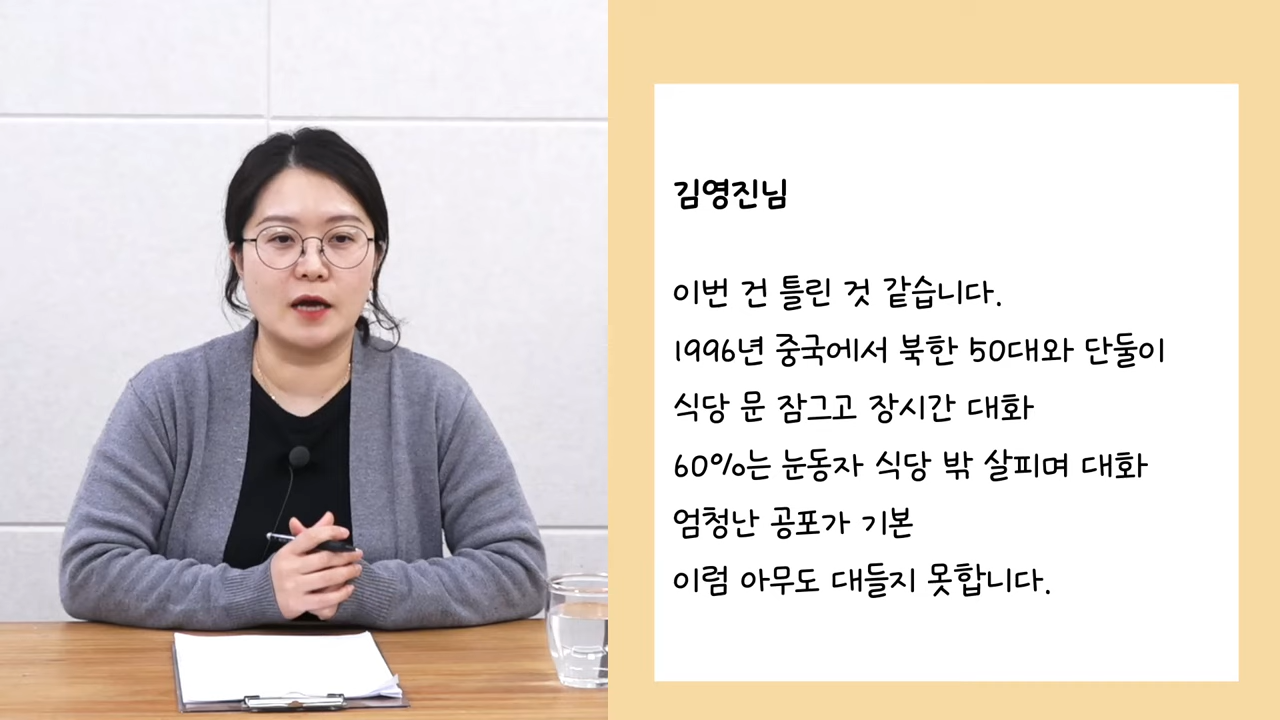 김영진님
이번 건 틀린 것 같습니다.
1996년 중국에서 북한 50대와 단둘이
식당 문 잠그고 장시간 대화
60%는 눈동자 식당 밖 살피며 대화
엄청난 공포가 기본
이럼 아무도 대들지 못합니다.